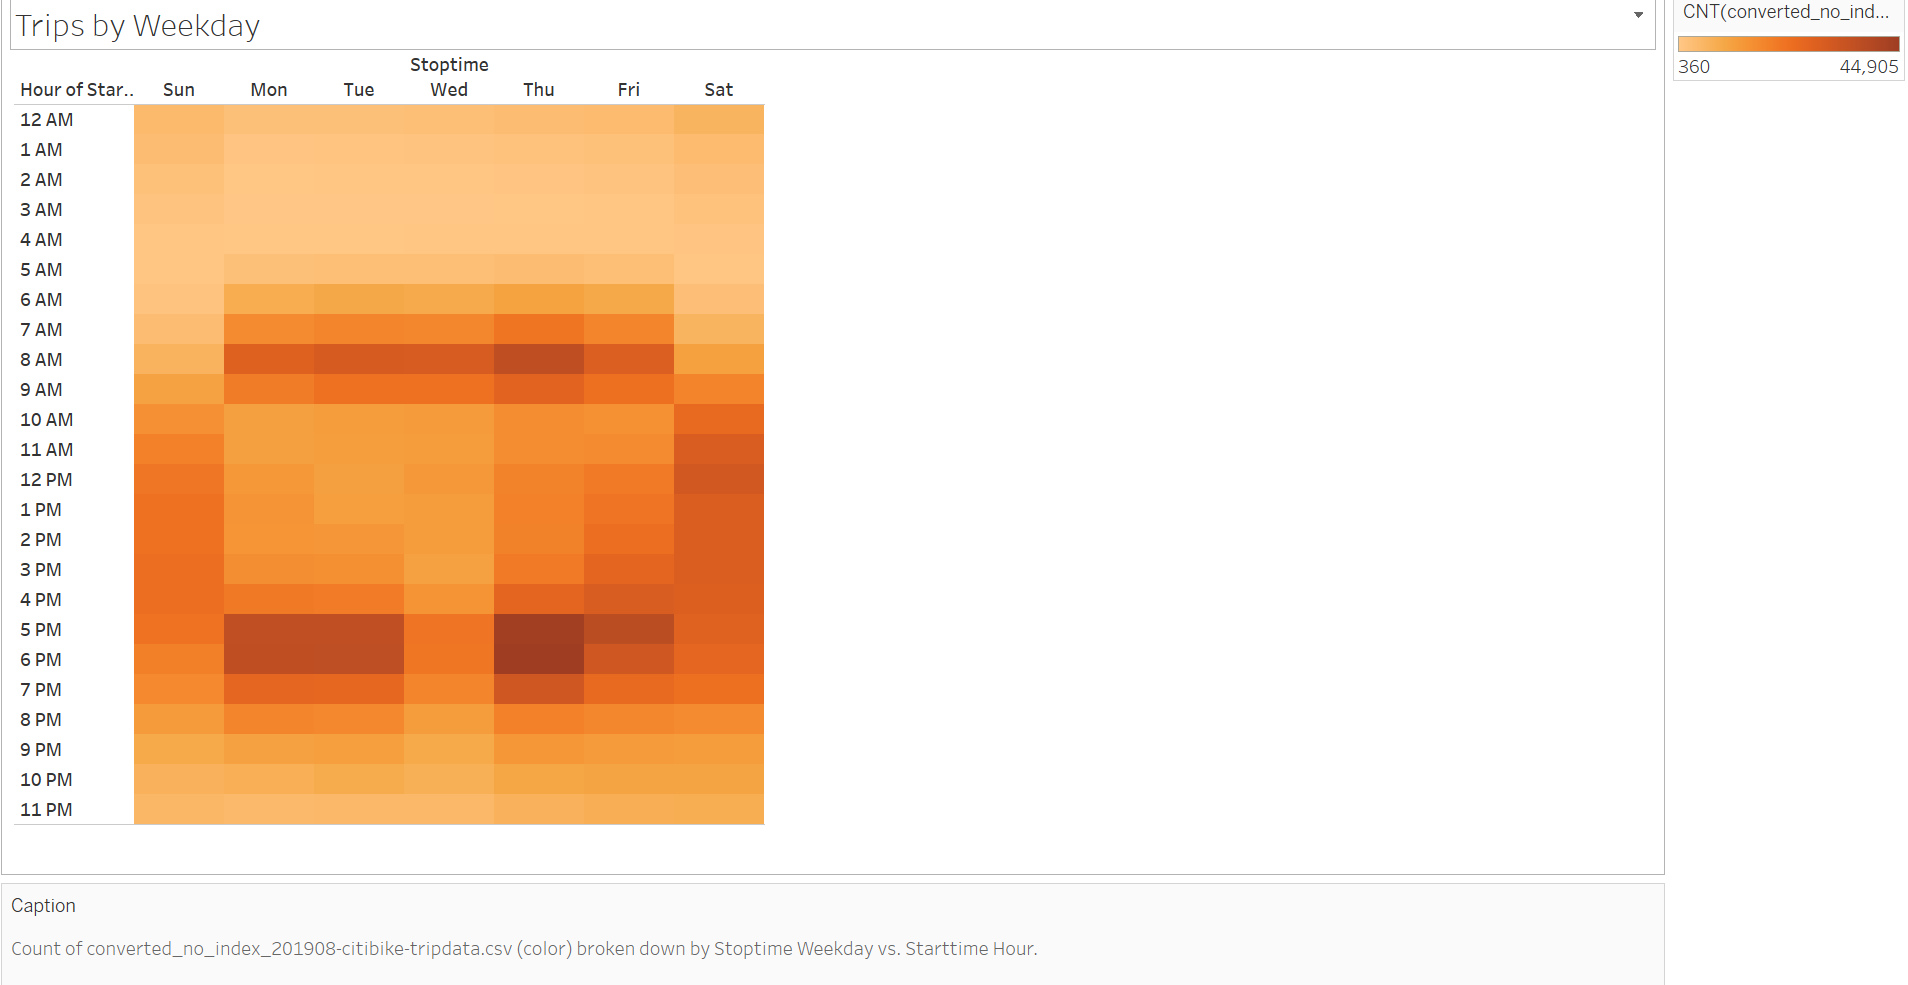 Trips by Weekday
CNT(converted_no_ind...
360 44,905
Stoptime
Hour of Star.. Sun Mon Tue Wed Thu Fri Sat
12 AM
1 AM
2 AM
3 AM
4 AM
5 AM
6 AM
7 AM
8 AM
9 AM
10 AM
11 AM
12 PM
1 PM
2 PM
3 PM
4 PM
5 PM
6 PM
7 PM
8 PM
9 PM
10 PM
11 PM
Caption
Count of converted_no_index_201908-citibike-tripdata.csv (color) broken down by Stoptime Weekday vs. Starttime Hour.